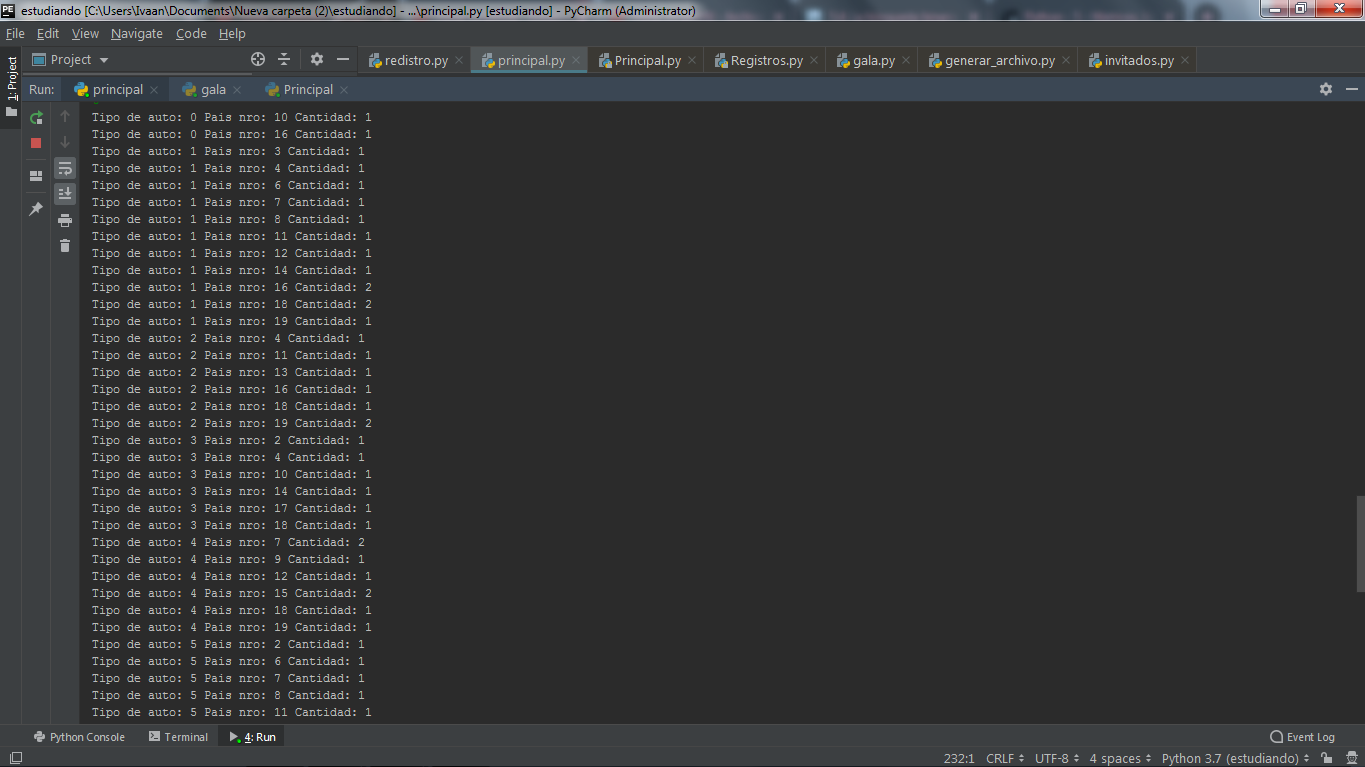 estudiando [C:\Users\Ivaan\Documents\Nueva carpeta (2)\estudiando] - ...\principal.py [estudiando] - PyCharm (Administrator)
File Edit View Navigate Code Help
1: Project
Project
redistro.py principal.py Principal.py Registros.py gala.py generar_archivo.py invitados.py
Run: principal gala Principal
Tipo de auto: 0 Pais nro: 10 Cantidad: 1
Tipo de auto: 0 Pais nro: 16 Cantidad: 1
Tipo de auto: 1 Pais nro: 3 Cantidad: 1
Tipo de auto: 1 Pais nro: 4 Cantidad: 1
Tipo de auto: 1 Pais nro: 6 Cantidad: 1
Tipo de auto: 1 Pais nro: 7 Cantidad: 1
Tipo de auto: 1 Pais nro: 8 Cantidad: 1
Tipo de auto: 1 Pais nro: 11 Cantidad: 1
Tipo de auto: 1 Pais nro: 12 Cantidad: 1
Tipo de auto: 1 Pais nro: 14 Cantidad: 1
Tipo de auto: 1 Pais nro: 16 Cantidad: 2
Tipo de auto: 1 Pais nro: 18 Cantidad: 2
Tipo de auto: 1 Pais nro: 19 Cantidad: 1
Tipo de auto: 2 Pais nro: 4 Cantidad: 1
Tipo de auto: 2 Pais nro: 11 Cantidad: 1
Tipo de auto: 2 Pais nro: 13 Cantidad: 1
Tipo de auto: 2 Pais nro: 16 Cantidad: 1
Tipo de auto: 2 Pais nro: 18 Cantidad: 1
Tipo de auto: 2 Pais nro: 19 Cantidad: 2
Tipo de auto: 3 Pais nro: 2 Cantidad: 1
Tipo de auto: 3 Pais nro: 4 Cantidad: 1
Tipo de auto: 3 Pais nro: 10 Cantidad: 1
Tipo de auto: 3 Pais nro: 14 Cantidad: 1
Tipo de auto: 3 Pais nro: 17 Cantidad: 1
Tipo de auto: 3 Pais nro: 18 Cantidad: 1
Tipo de auto: 4 Pais nro: 7 Cantidad: 2
Tipo de auto: 4 Pais nro: 9 Cantidad: 1
Tipo de auto: 4 Pais nro: 12 Cantidad: 1
Tipo de auto: 4 Pais nro: 15 Cantidad: 2
Tipo de auto: 4 Pais nro: 18 Cantidad: 1
Tipo de auto: 4 Pais nro: 19 Cantidad: 1
Tipo de auto: 5 Pais nro: 2 Cantidad: 1
Tipo de auto: 5 Pais nro: 6 Cantidad: 1
Tipo de auto: 5 Pais nro: 7 Cantidad: 1
Tipo de auto: 5 Pais nro: 8 Cantidad: 1
Tipo de auto: 5 Pais nro: 11 Cantidad: 1
Python Console Terminal 4: Run Event Log
232:1 CRLF UTF-8 4 spaces Python 3.7 (estudiando)